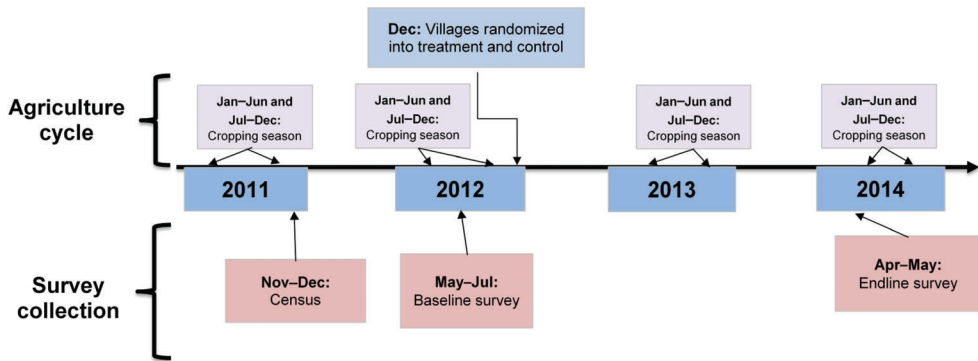 Dec: Villages randomized
into treatment and control
Agriculture
cycle
Jan–Jun and
Jul–Dec:
Cropping season
Jan–Jun and
Jul–Dec:
Cropping season
Jan–Jun and
Jul–Dec:
Cropping season
Jan–Jun and
Jul–Dec:
Cropping season
2011
2012
2013
2014
Survey
collection
Nov–Dec:
Census
May–Jul:
Baseline survey
Apr–May:
Endline survey